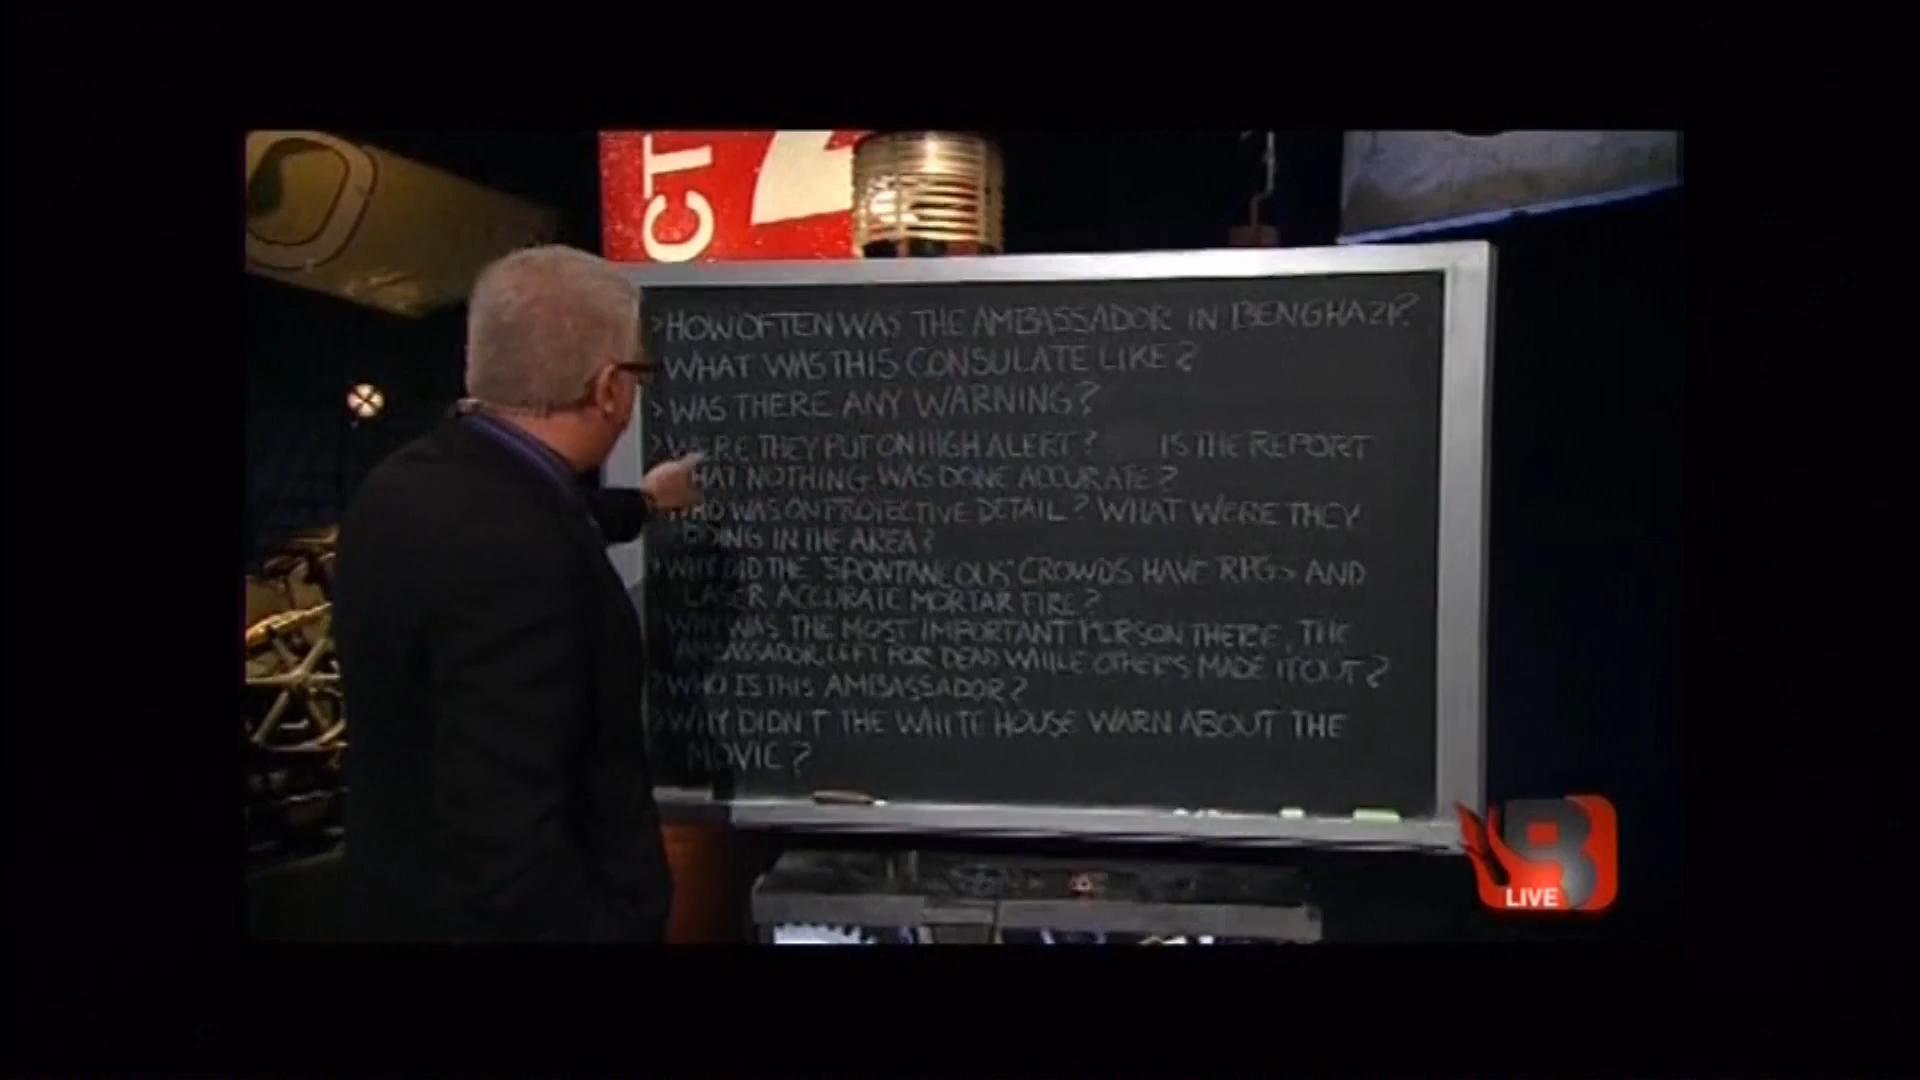 CT
>HOW OFTEN WAS THE AMBASSADOR IN BENGHAZI?
WHAT WAS THIS CONSULATE LIKE?
>WAS THERE ANY WARNING?
>WERE THEY PUT ON HIGH ALERT? IS THE REPORT
THAT NOTHING WAS DONE ACCURATE?
WHO WAS ON PROTECTIVE DETAIL? WHAT WERE THEY
DOING IN THE AREA?
>WHY DID THE "SPONTANEOUS" CROWDS HAVE RPGs AND
LASER ACCURATE MORTAR FIRE?
WHY WAS THE MOST IMPORTANT PERSON THERE, THE
AMBASSADOR, LEFT FOR DEAD WHILE OTHERS MADE IT OUT?
>WHO IS THIS AMBASSADOR?
>WHY DIDN'T THE WHITE HOUSE WARN ABOUT THE
MOVIE?
B
LIVE